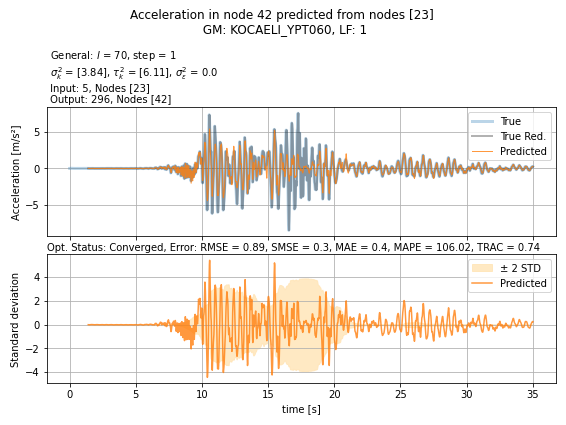 Acceleration in node 42 predicted from nodes [23]
GM: KOCAELI_YPT060, LF: 1
General: l = 70, step = 1
σ²ₖ = [3.84], τ²ₖ = [6.11], σ²ε = 0.0
Input: 5, Nodes [23]
Output: 296, Nodes [42]
Acceleration [m/s²]
5
0
−5
True
True Red.
Predicted
Opt. Status: Converged, Error: RMSE = 0.89, SMSE = 0.3, MAE = 0.4, MAPE = 106.02, TRAC = 0.74
Standard deviation
4
2
0
−2
−4
± 2 STD
Predicted
0 5 10 15 20 25 30 35
time [s]